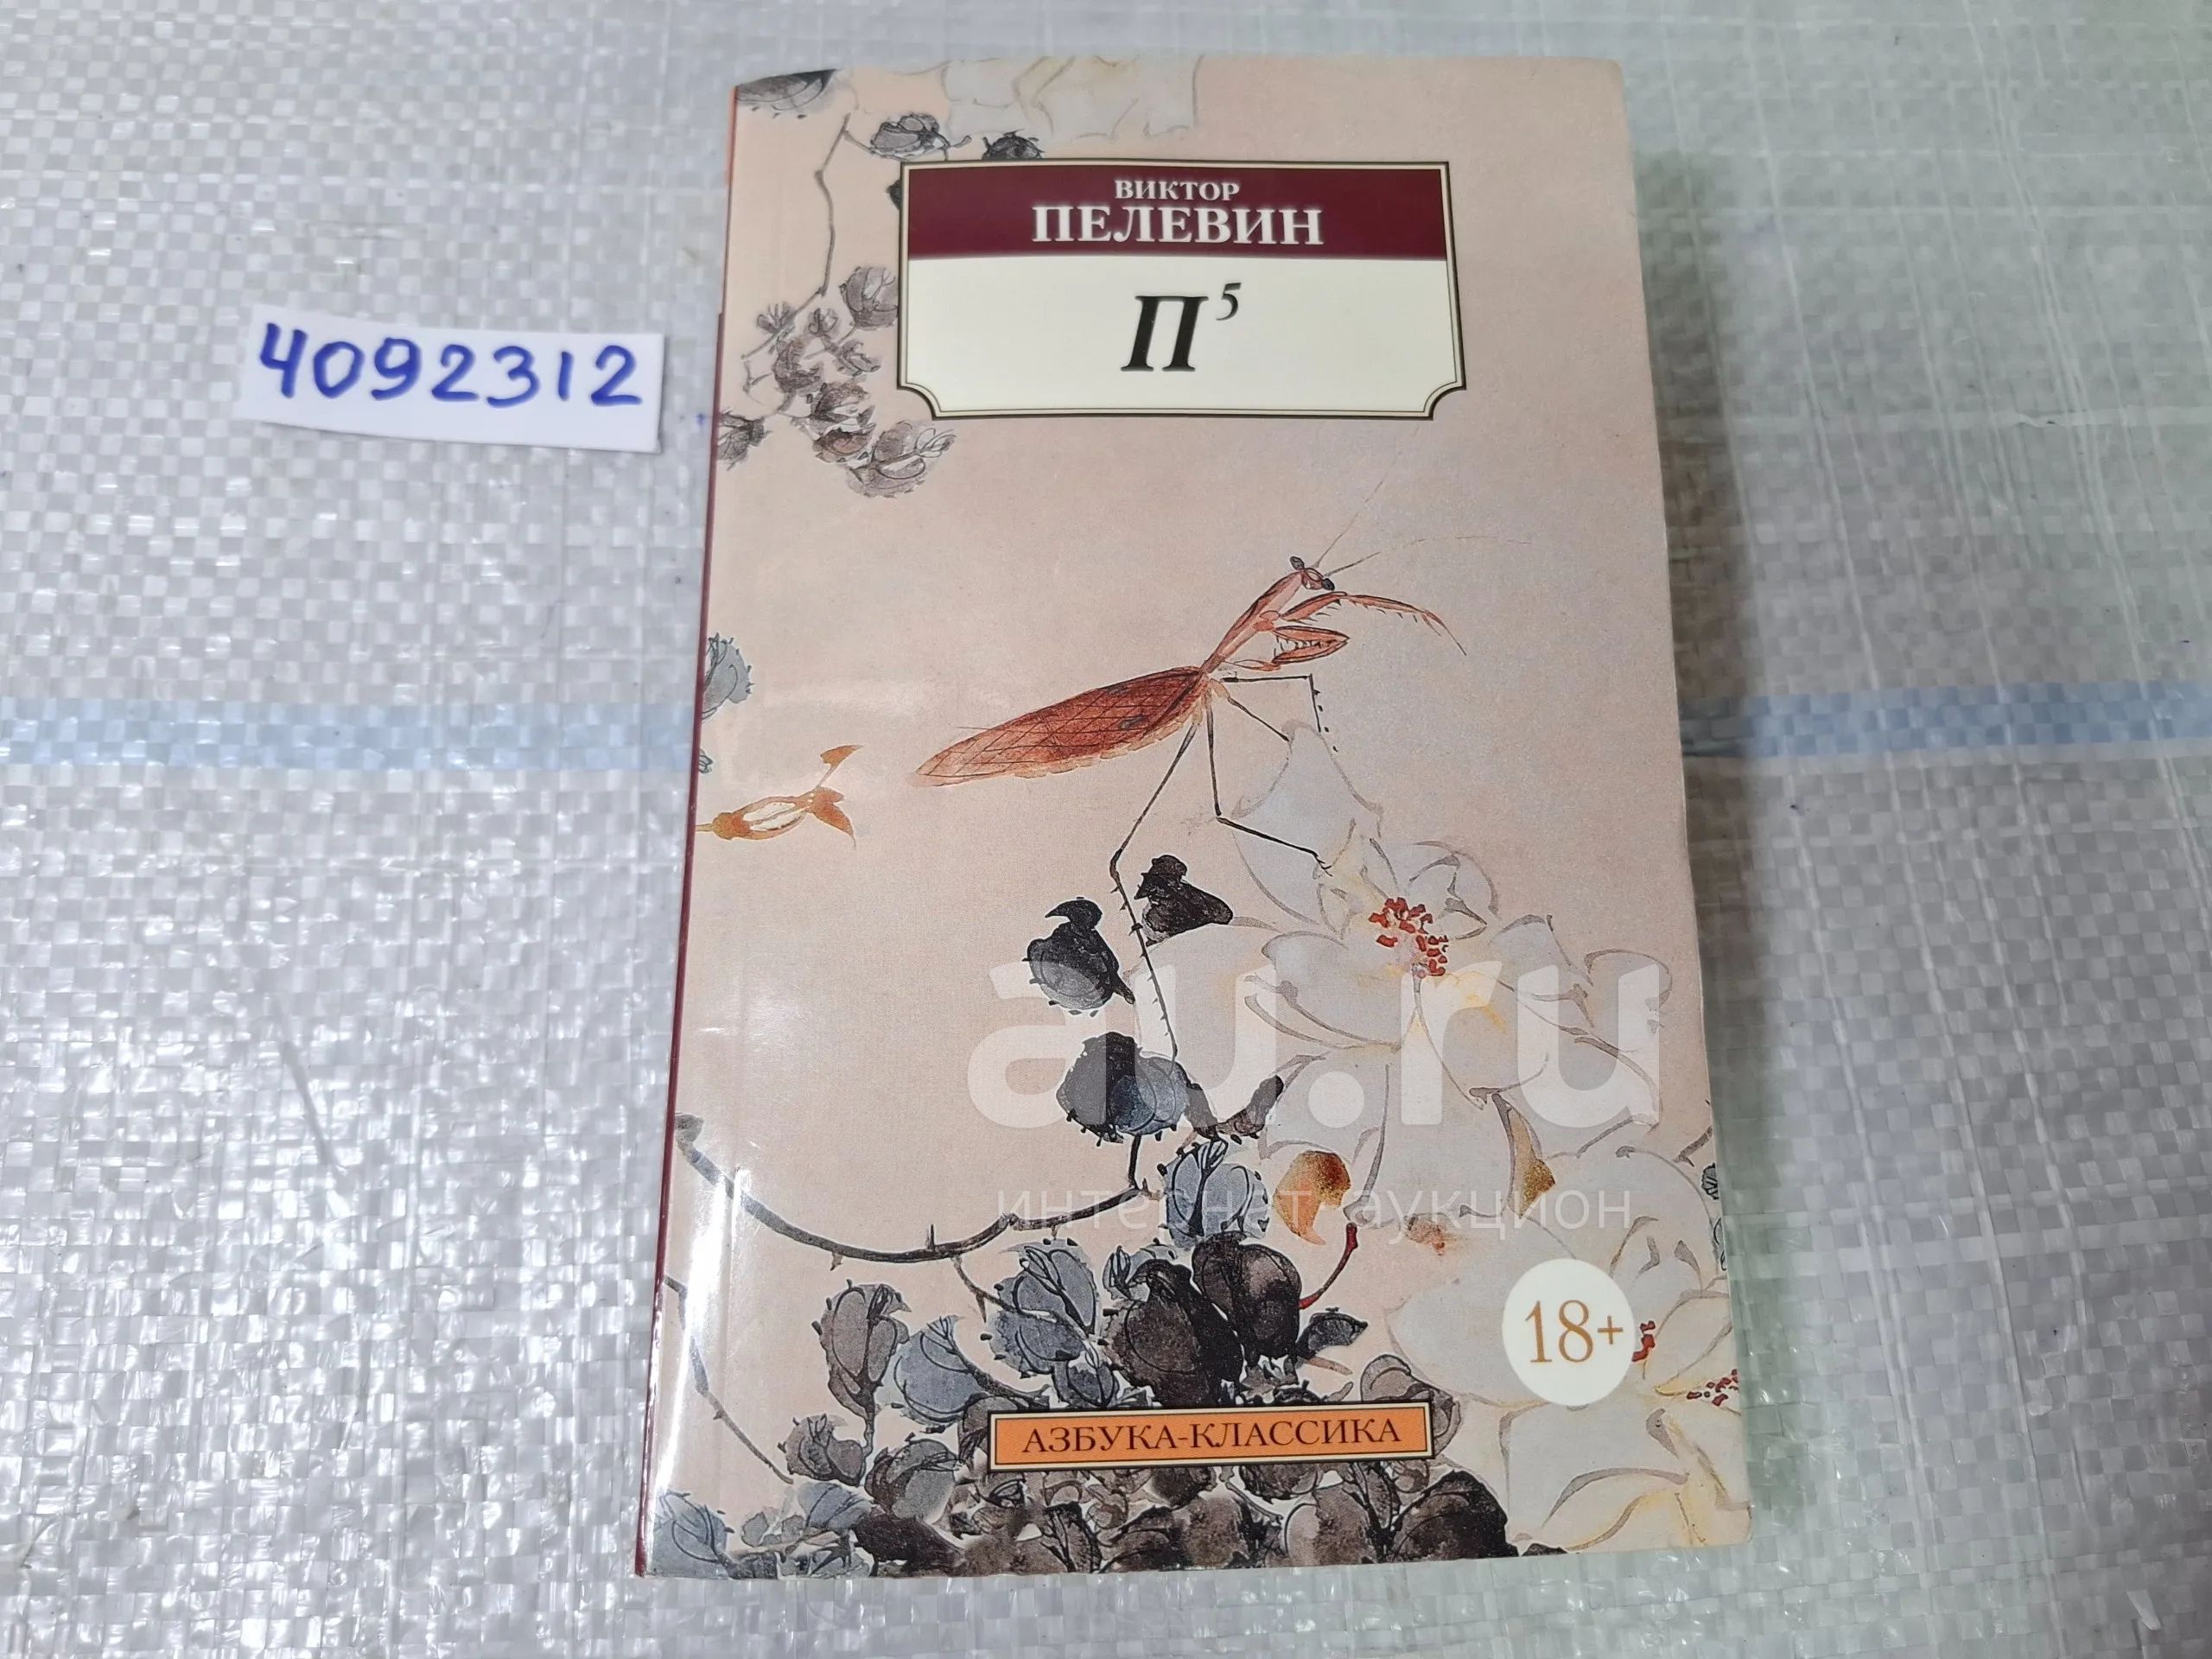 4092312
ВИКТОР
ПЕЛЕВИН
П⁵
au.ru
интернет аукцион
18+
АЗБУКА-КЛАССИКА